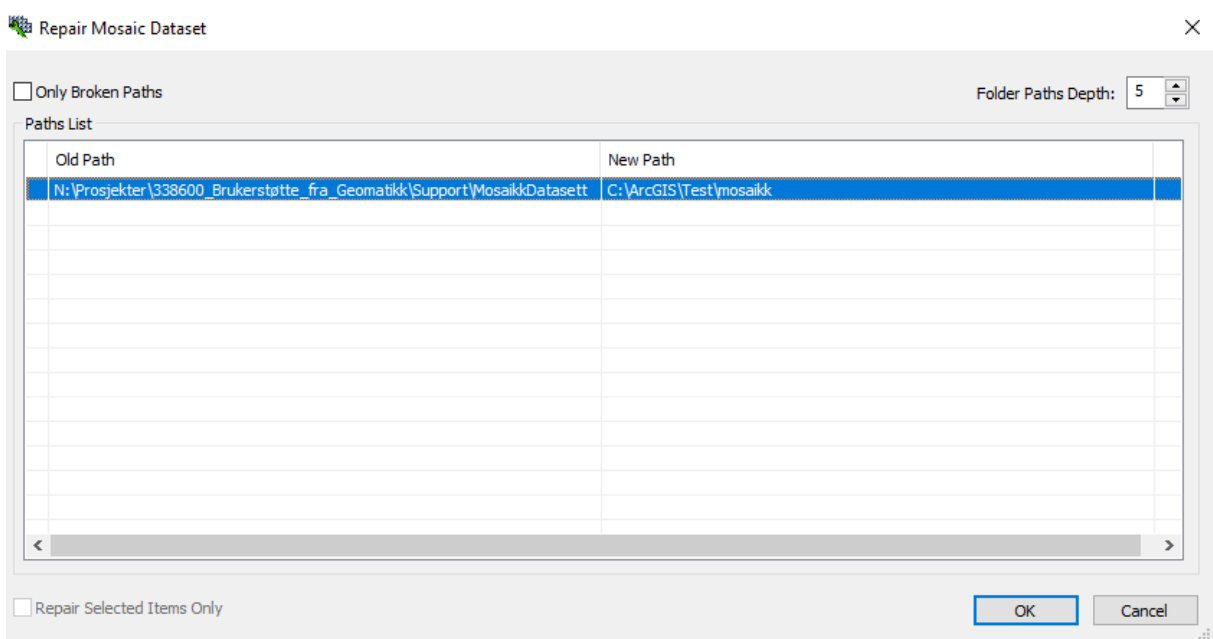 Repair Mosaic Dataset
Only Broken Paths
Folder Paths Depth: 5
Paths List
Old Path New Path
N:\Prosjekter\338600_Brukerstøtte_fra_Geomatikk\Support\MosaikkDatasett C:\ArcGIS\Test\mosaikk
Repair Selected Items Only
OK Cancel